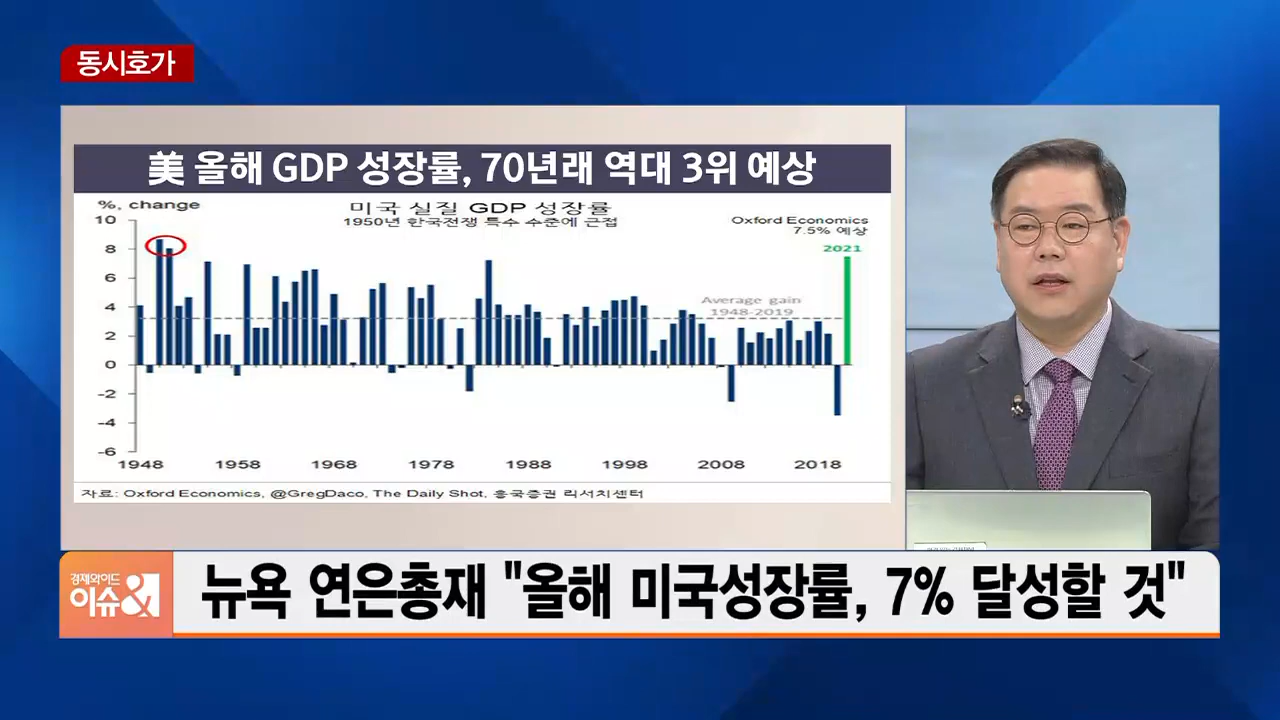 동시호가
美 올해 GDP 성장률, 70년래 역대 3위 예상
%, change
미국 실질 GDP 성장률
1950년 한국전쟁 특수 수준에 근접
Oxford Economics
7.5% 예상
2021
Average gain
1948-2019
10
8
6
4
2
0
-2
-4
-6
1948
1958
1968
1978
1988
1998
2008
2018
자료: Oxford Economics, @GregDaco, The Daily Shot, 흥국증권 리서치센터
경제와이드
이슈&
뉴욕 연은총재 "올해 미국성장률, 7% 달성할 것"